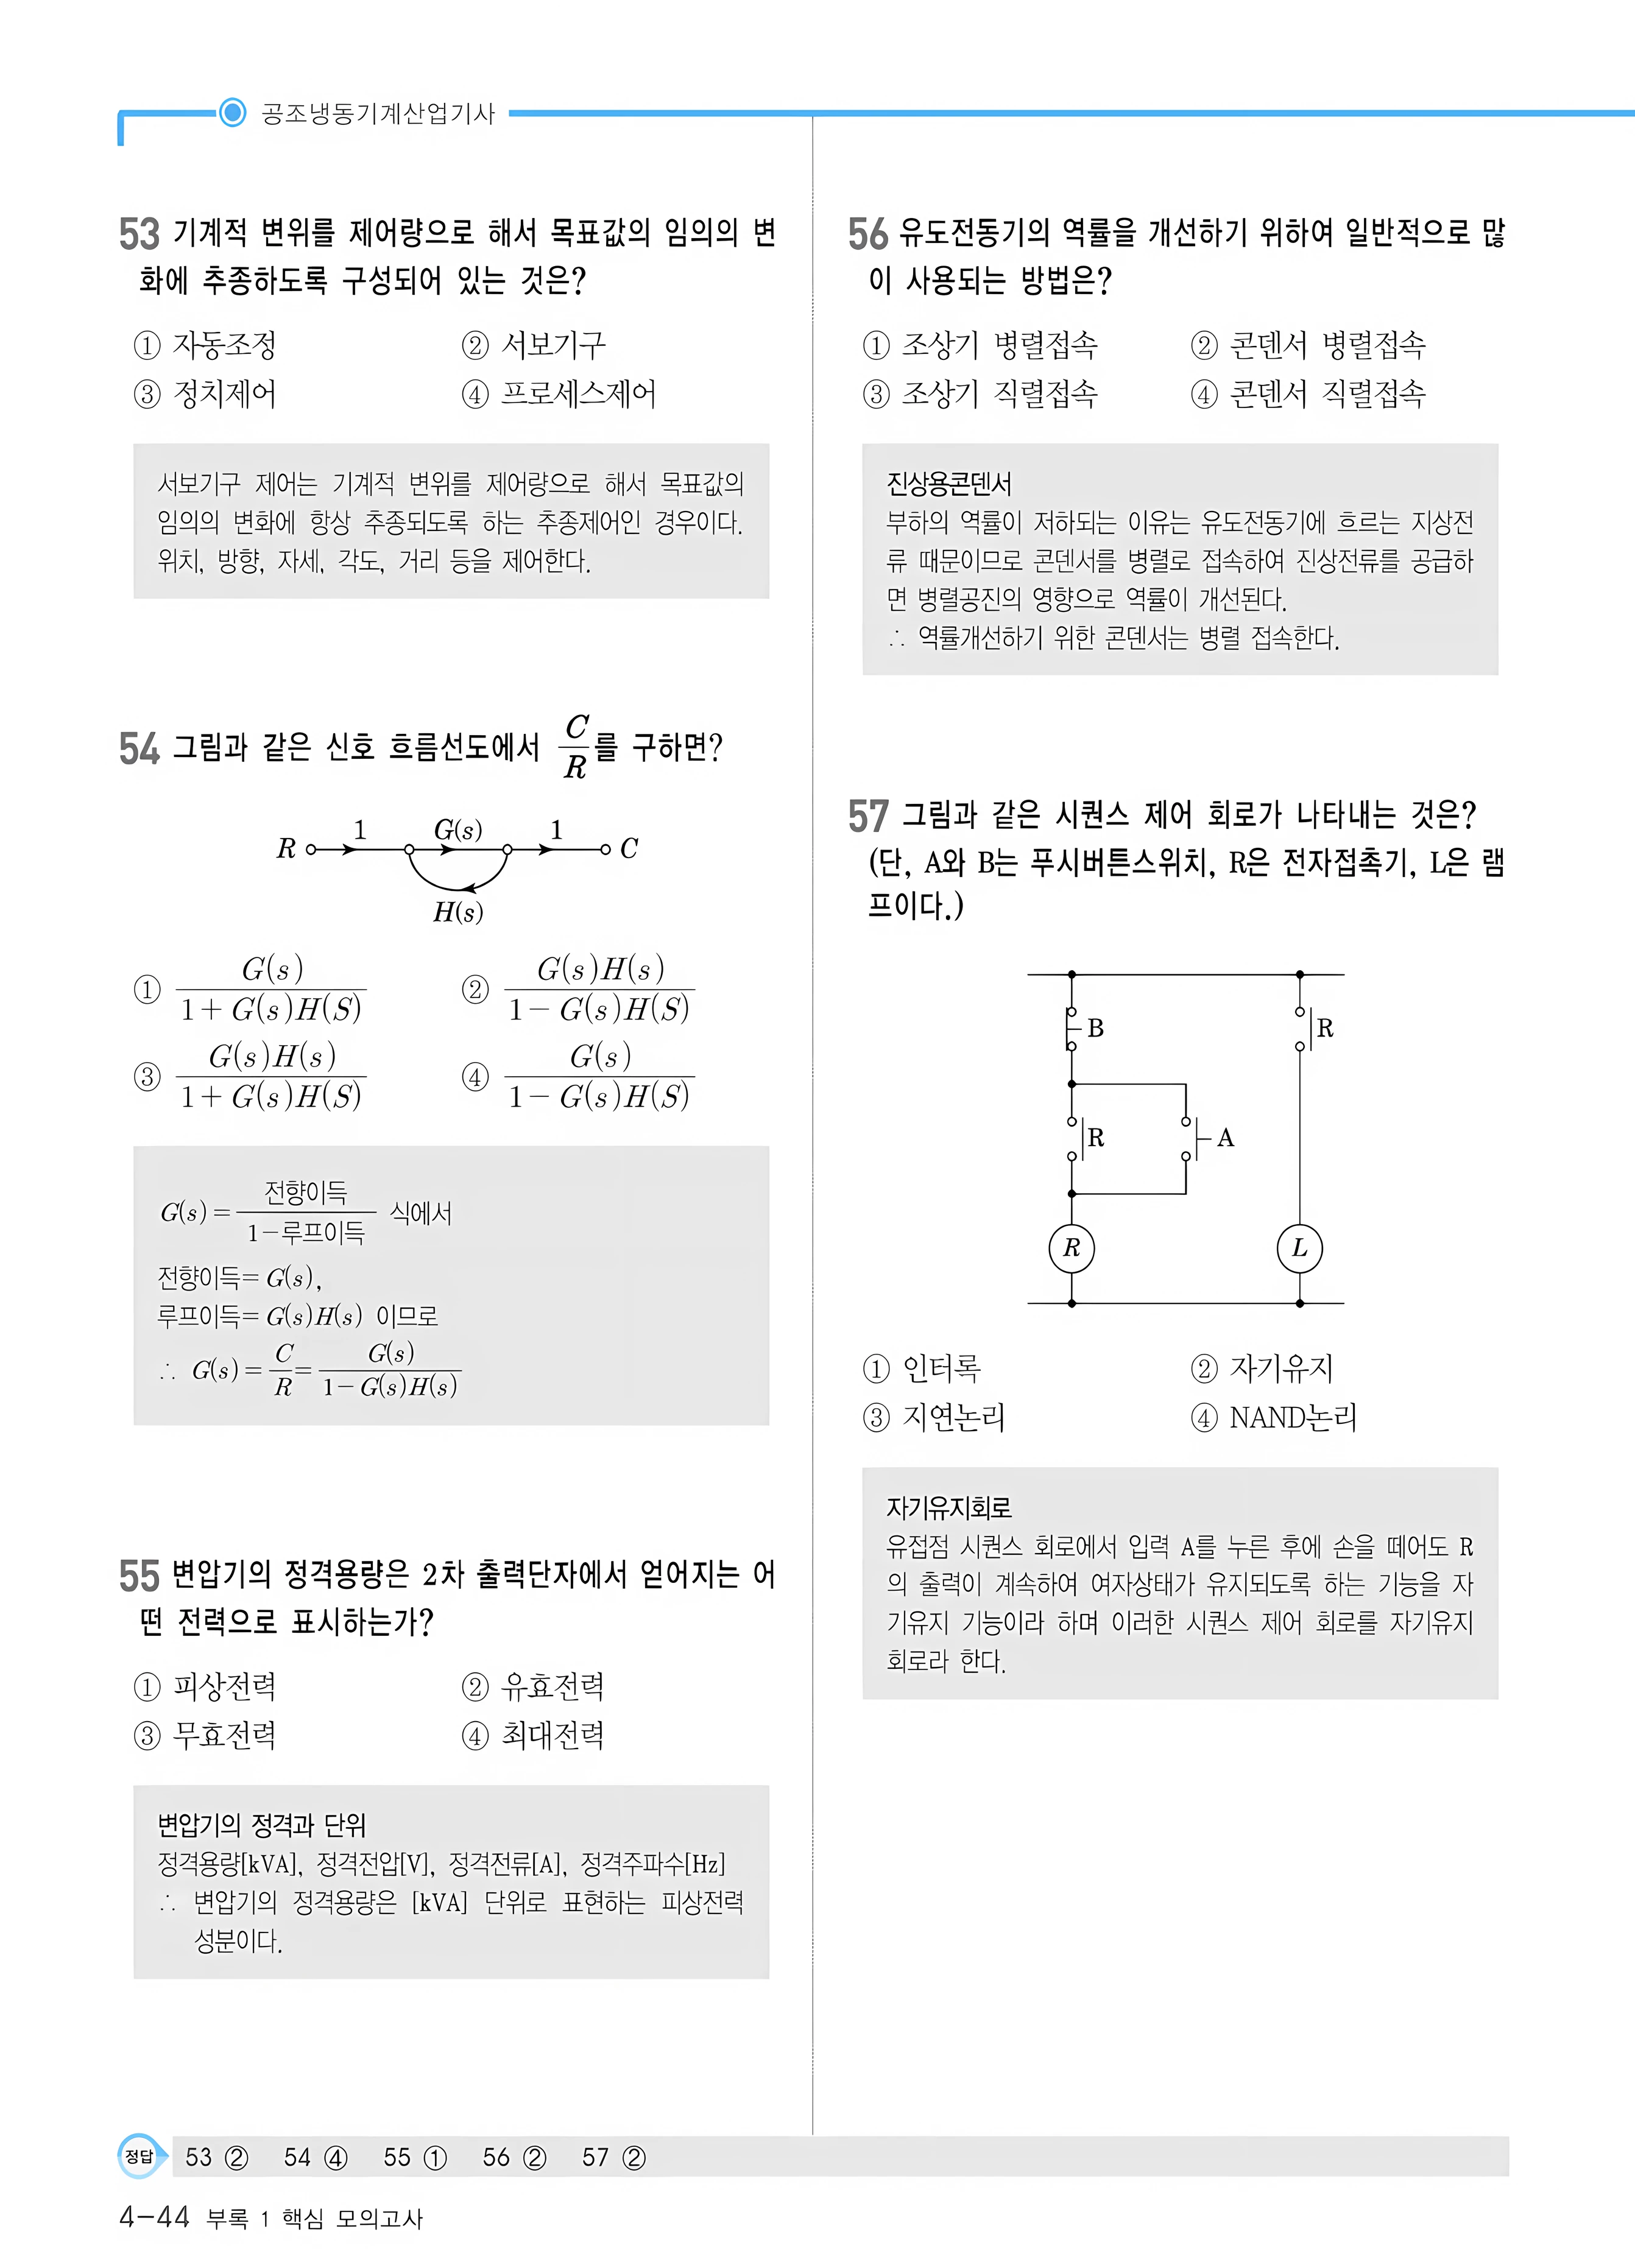 공조냉동기계산업기사
53 기계적 변위를 제어량으로 해서 목표값의 임의의 변
화에 추종하도록 구성되어 있는 것은?
① 자동조정 ② 서보기구
③ 정치제어 ④ 프로세스제어
서보기구 제어는 기계적 변위를 제어량으로 해서 목표값의
임의의 변화에 항상 추종되도록 하는 추종제어인 경우이다.
위치, 방향, 자세, 각도, 거리 등을 제어한다.
54 그림과 같은 신호 흐름선도에서 C/R를 구하면?
R 1 G(s) 1 C
H(s)
① G(s)/(1+G(s)H(S)) ② G(s)H(s)/(1-G(s)H(S))
③ G(s)H(s)/(1+G(s)H(S)) ④ G(s)/(1-G(s)H(S))
G(s)=전향이득/(1-루프이득) 식에서
전향이득=G(s),
루프이득=G(s)H(s) 이므로
∴ G(s)=C/R=G(s)/(1-G(s)H(s))
55 변압기의 정격용량은 2차 출력단자에서 얻어지는 어
떤 전력으로 표시하는가?
① 피상전력 ② 유효전력
③ 무효전력 ④ 최대전력
변압기의 정격과 단위
정격용량[kVA], 정격전압[V], 정격전류[A], 정격주파수[Hz]
∴ 변압기의 정격용량은 [kVA] 단위로 표현하는 피상전력
성분이다.
56 유도전동기의 역률을 개선하기 위하여 일반적으로 많
이 사용되는 방법은?
① 조상기 병렬접속 ② 콘덴서 병렬접속
③ 조상기 직렬접속 ④ 콘덴서 직렬접속
진상용콘덴서
부하의 역률이 저하되는 이유는 유도전동기에 흐르는 지상전
류 때문이므로 콘덴서를 병렬로 접속하여 진상전류를 공급하
면 병렬공진의 영향으로 역률이 개선된다.
∴ 역률개선하기 위한 콘덴서는 병렬 접속한다.
57 그림과 같은 시퀀스 제어 회로가 나타내는 것은?
(단, A와 B는 푸시버튼스위치, R은 전자접촉기, L은 램
프이다.)
B R
R A
R L
① 인터록 ② 자기유지
③ 지연논리 ④ NAND논리
자기유지회로
유접점 시퀀스 회로에서 입력 A를 누른 후에 손을 떼어도 R
의 출력이 계속하여 여자상태가 유지되도록 하는 기능을 자
기유지 기능이라 하며 이러한 시퀀스 제어 회로를 자기유지
회로라 한다.
정답 53 ② 54 ④ 55 ① 56 ② 57 ②
4-44 부록 1 핵심 모의고사